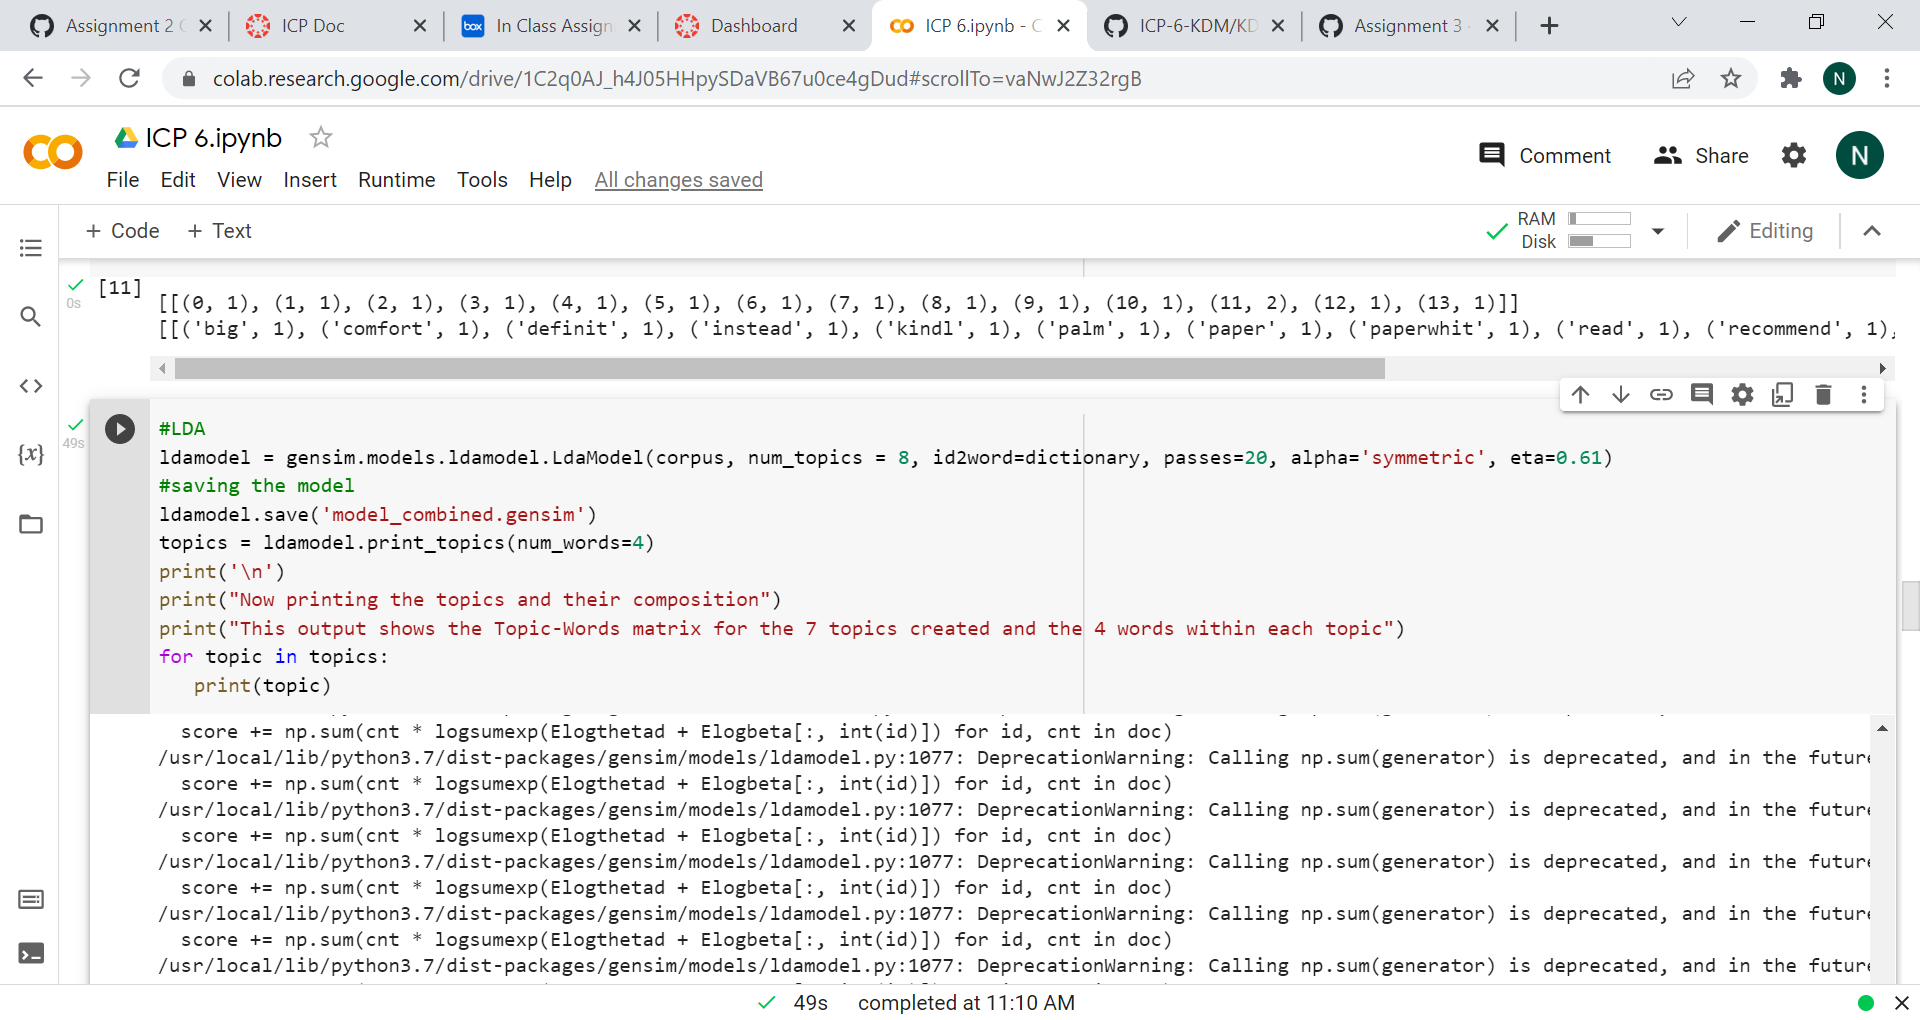 Assignment 2
ICP Doc
box In Class Assign
Dashboard
ICP 6.ipynb - C
ICP-6-KDM/KD
Assignment 3
colab.research.google.com/drive/1C2q0AJ_h4J05HHpySDaVB67u0ce4gDud#scrollTo=vaNwJ2Z32rgB
N
ICP 6.ipynb
Comment Share N
File Edit View Insert Runtime Tools Help All changes saved
+ Code + Text
RAM
Disk
Editing
[11]
0s
[[(0, 1), (1, 1), (2, 1), (3, 1), (4, 1), (5, 1), (6, 1), (7, 1), (8, 1), (9, 1), (10, 1), (11, 2), (12, 1), (13, 1)]]
[[('big', 1), ('comfort', 1), ('definit', 1), ('instead', 1), ('kindl', 1), ('palm', 1), ('paper', 1), ('paperwhit', 1), ('read', 1), ('recommend', 1),
49s
#LDA
ldamodel = gensim.models.ldamodel.LdaModel(corpus, num_topics = 8, id2word=dictionary, passes=20, alpha='symmetric', eta=0.61)
#saving the model
ldamodel.save('model_combined.gensim')
topics = ldamodel.print_topics(num_words=4)
print('\n')
print("Now printing the topics and their composition")
print("This output shows the Topic-Words matrix for the 7 topics created and the 4 words within each topic")
for topic in topics:
print(topic)
score += np.sum(cnt * logsumexp(Elogthetad + Elogbeta[:, int(id)]) for id, cnt in doc)
/usr/local/lib/python3.7/dist-packages/gensim/models/ldamodel.py:1077: DeprecationWarning: Calling np.sum(generator) is deprecated, and in the future
score += np.sum(cnt * logsumexp(Elogthetad + Elogbeta[:, int(id)]) for id, cnt in doc)
/usr/local/lib/python3.7/dist-packages/gensim/models/ldamodel.py:1077: DeprecationWarning: Calling np.sum(generator) is deprecated, and in the future
score += np.sum(cnt * logsumexp(Elogthetad + Elogbeta[:, int(id)]) for id, cnt in doc)
/usr/local/lib/python3.7/dist-packages/gensim/models/ldamodel.py:1077: DeprecationWarning: Calling np.sum(generator) is deprecated, and in the future
score += np.sum(cnt * logsumexp(Elogthetad + Elogbeta[:, int(id)]) for id, cnt in doc)
/usr/local/lib/python3.7/dist-packages/gensim/models/ldamodel.py:1077: DeprecationWarning: Calling np.sum(generator) is deprecated, and in the future
score += np.sum(cnt * logsumexp(Elogthetad + Elogbeta[:, int(id)]) for id, cnt in doc)
/usr/local/lib/python3.7/dist-packages/gensim/models/ldamodel.py:1077: DeprecationWarning: Calling np.sum(generator) is deprecated, and in the future
49s completed at 11:10 AM